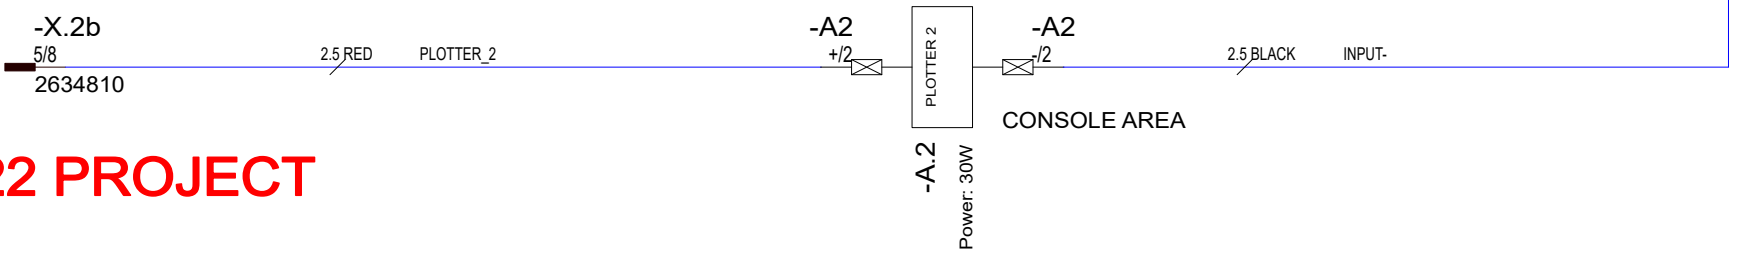 -X.2b
5/8
2634810
2.5 RED
PLOTTER_2
-A2
+/2
PLOTTER 2
-A2
-/2
2.5 BLACK
INPUT-
CONSOLE AREA
-A.2
Power: 30W
22 PROJECT